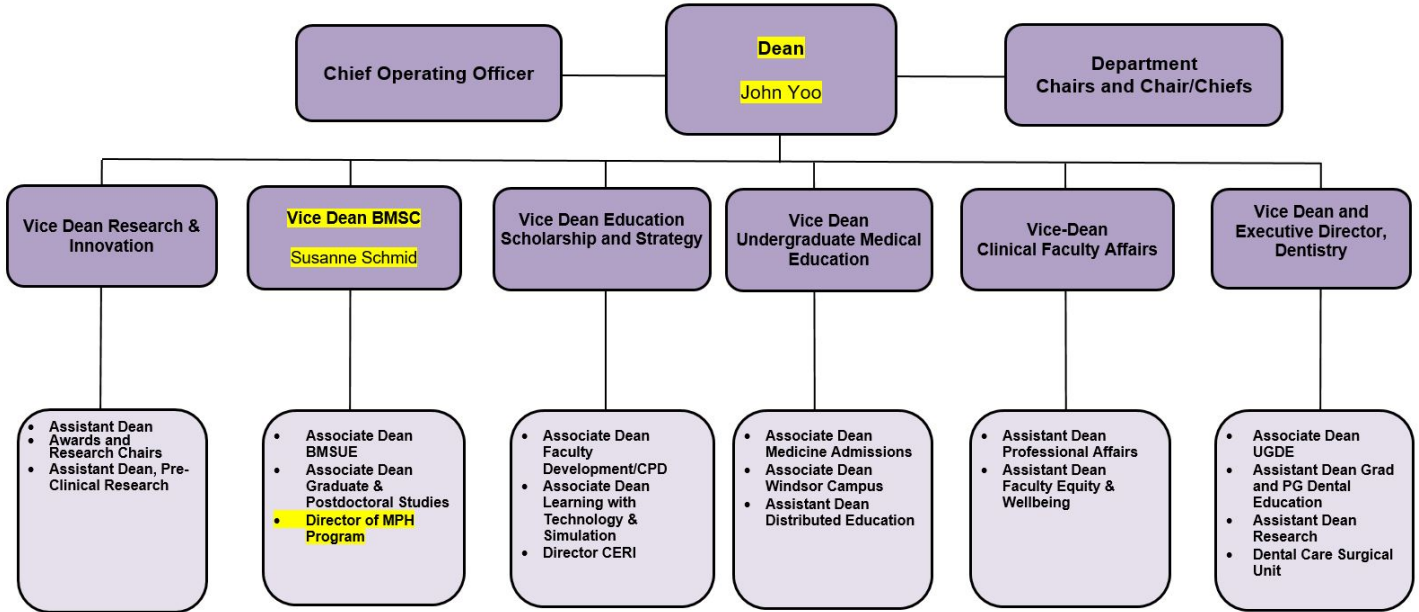 Chief Operating Officer
Dean
John Yoo
Department
Chairs and Chair/Chiefs
Vice Dean Research &
Innovation
Vice Dean BMSC
Susanne Schmid
Vice Dean Education
Scholarship and Strategy
Vice Dean
Undergraduate Medical
Education
Vice-Dean
Clinical Faculty Affairs
Vice Dean and
Executive Director,
Dentistry
• Assistant Dean
• Awards and
Research Chairs
• Assistant Dean, Pre-
Clinical Research
• Associate Dean
BMSUE
• Associate Dean
Graduate &
Postdoctoral Studies
• Director of MPH
Program
• Associate Dean
Faculty
Development/CPD
• Associate Dean
Learning with
Technology &
Simulation
• Director CERI
• Associate Dean
Medicine Admissions
• Associate Dean
Windsor Campus
• Assistant Dean
Distributed Education
• Assistant Dean
Professional Affairs
• Assistant Dean
Faculty Equity &
Wellbeing
• Associate Dean
UGDE
• Assistant Dean Grad
and PG Dental
Education
• Assistant Dean
Research
• Dental Care Surgical
Unit